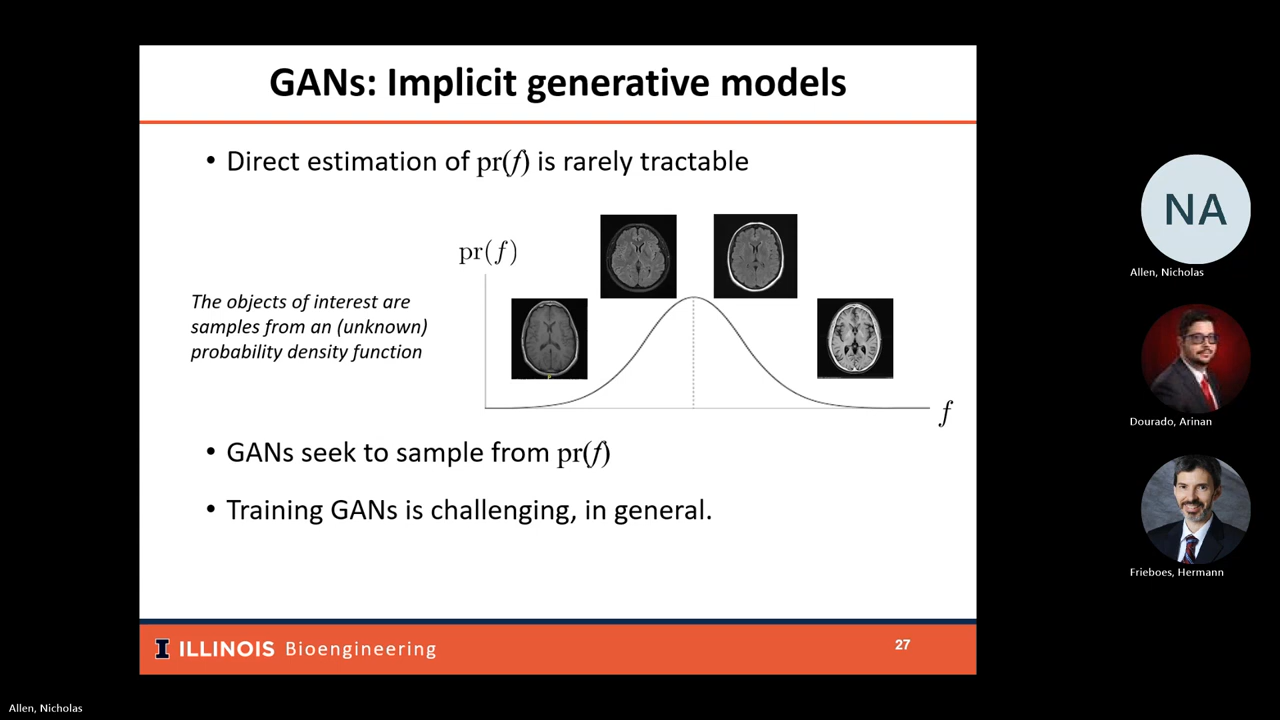 GANs: Implicit generative models
• Direct estimation of pr(f) is rarely tractable
pr(f)
The objects of interest are
samples from an (unknown)
probability density function
f
• GANs seek to sample from pr(f)
• Training GANs is challenging, in general.
I ILLINOIS Bioengineering
27
NA
Allen, Nicholas
Dourado, Arinan
Frieboes, Hermann
Allen, Nicholas